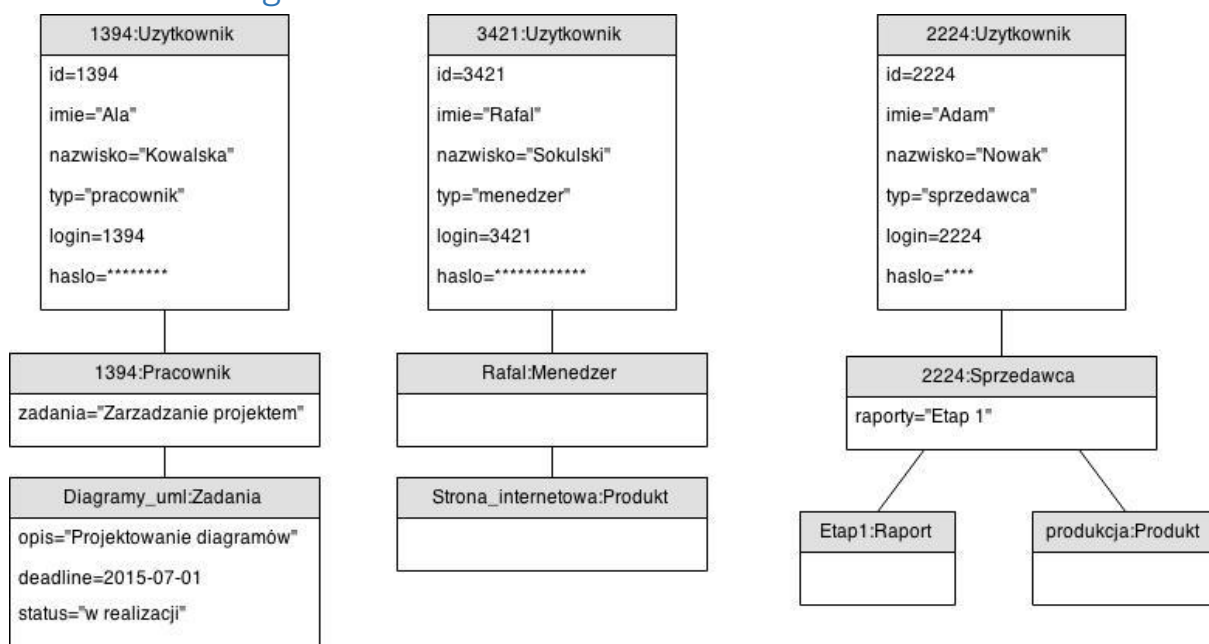 1394:Uzytkownik
id=1394
imie="Ala"
nazwisko="Kowalska"
typ="pracownik"
login=1394
haslo=********
1394:Pracownik
zadania="Zarzadzanie projektem"
Diagramy_uml:Zadania
opis="Projektowanie diagramów"
deadline=2015-07-01
status="w realizacji"
3421:Uzytkownik
id=3421
imie="Rafal"
nazwisko="Sokulski"
typ="menedzer"
login=3421
haslo=************
Rafal:Menedzer
Strona_internetowa:Produkt
2224:Uzytkownik
id=2224
imie="Adam"
nazwisko="Nowak"
typ="sprzedawca"
login=2224
haslo=****
2224:Sprzedawca
raporty="Etap 1"
Etap1:Raport
produkcja:Produkt